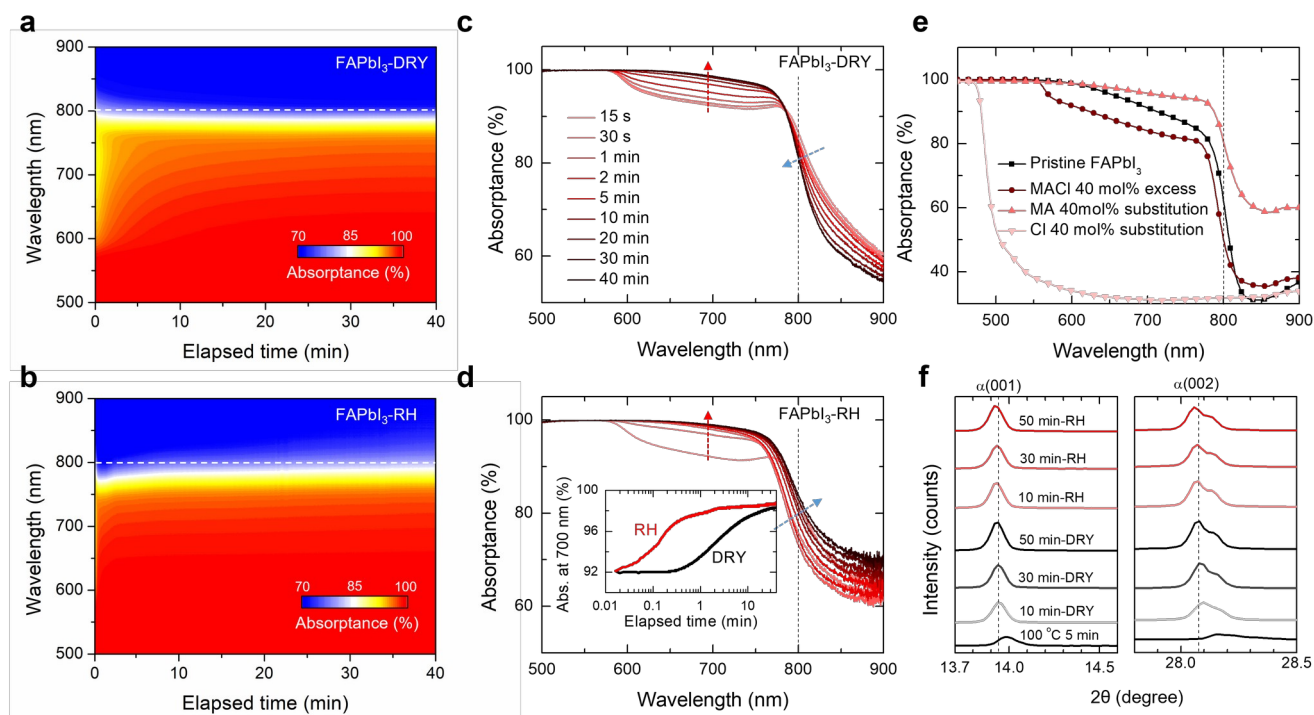 a
FAPbI3-DRY
900
800
700
600
500
Wavelegnth (nm)
70 85 100
Absorptance (%)
0 10 20 30 40
Elapsed time (min)
b
FAPbI3-RH
900
800
700
600
500
Wavelength (nm)
70 85 100
Absorptance (%)
0 10 20 30 40
Elapsed time (min)
c
FAPbI3-DRY
100
80
60
Absorptance (%)
15 s
30 s
1 min
2 min
5 min
10 min
20 min
30 min
40 min
500 600 700 800 900
Wavelength (nm)
d
FAPbI3-RH
100
80
60
Absorptance (%)
98
96
94
92
Abs. at 700 nm (%)
RH
DRY
0.01 0.1 1 10
Elapsed time (min)
500 600 700 800 900
Wavelength (nm)
e
100
80
60
40
Absorptance (%)
Pristine FAPbI3
MACl 40 mol% excess
MA 40mol% substitution
Cl 40 mol% substitution
500 600 700 800 900
Wavelength (nm)
f
α(001) α(002)
Intensity (counts)
50 min-RH
30 min-RH
10 min-RH
50 min-DRY
30 min-DRY
10 min-DRY
100 °C 5 min
13.7 14.0 14.5 28.0 28.5
2θ (degree)